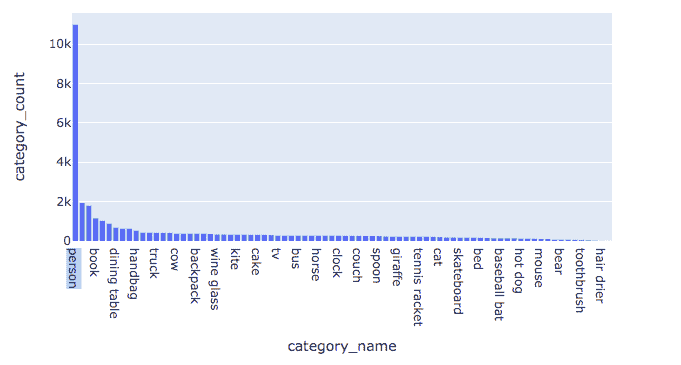 category_count
10k
8k
6k
4k
2k
0
person
book
dining table
handbag
truck
cow
backpack
wine glass
kite
cake
tv
bus
horse
clock
couch
spoon
giraffe
tennis racket
cat
skateboard
bed
baseball bat
hot dog
mouse
bear
toothbrush
hair drier
category_name